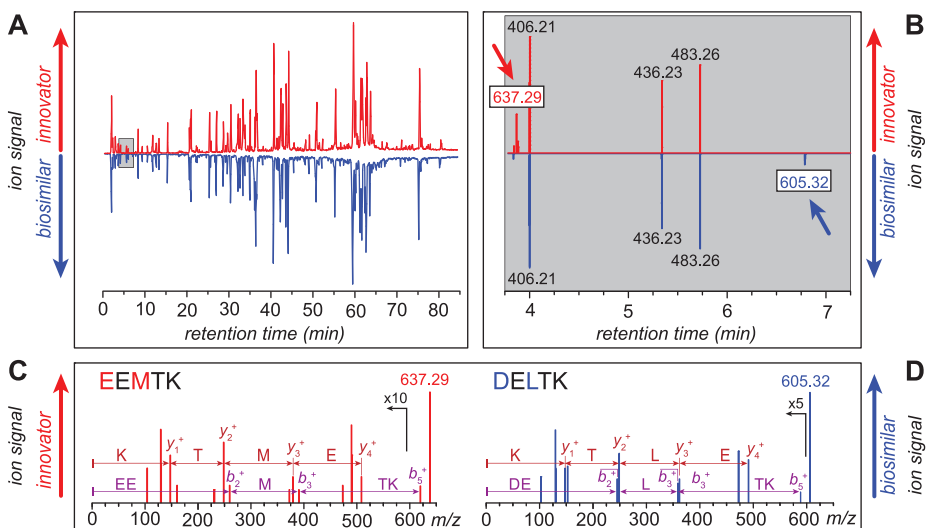 A
B
ion signal
innovator
biosimilar
0 10 20 30 40 50 60 70 80
retention time (min)
406.21
637.29
436.23
483.26
605.32
436.23
483.26
406.21
4 5 6 7
retention time (min)
innovator
biosimilar
ion signal
C
D
ion signal
innovator
EEMTK
637.29
x10
K y1+ T y2+ M y3+ E y4+
EE b2+ M b3+ TK b5+
0 100 200 300 400 500 600 m/z
DELTK
605.32
x5
K y1+ T y2+ L y3+ E y4+
DE b2+ L b3+ b3+ TK b5+
0 100 200 300 400 500 600 m/z
biosimilar
ion signal